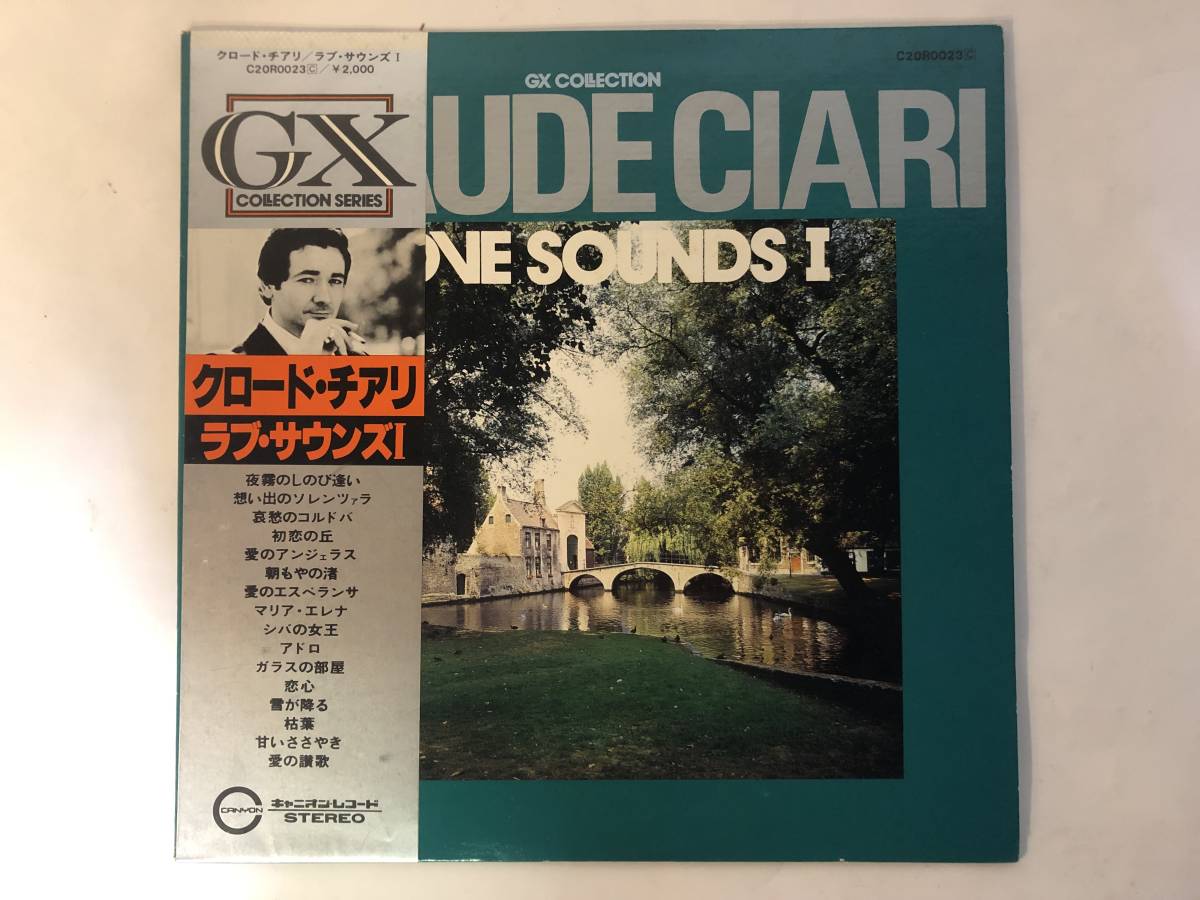 クロード・チアリ/ラブ・サウンズ I
C20R0023Ⓒ/¥2,000
GX
COLLECTION SERIES
クロード・チアリ
ラブ・サウンズI
夜霧のしのび逢い
想い出のソレンツァラ
哀愁のコルドバ
初恋の丘
愛のアンジェラス
朝もやの渚
愛のエスペランサ
マリア・エレナ
シバの女王
アドロ
ガラスの部屋
恋心
雪が降る
枯葉
甘いささやき
愛の讃歌
CANYON
キャニオン・レコード
STEREO
C20R0023Ⓒ
GX COLLECTION
AUDE CIARI
OVE SOUNDS I